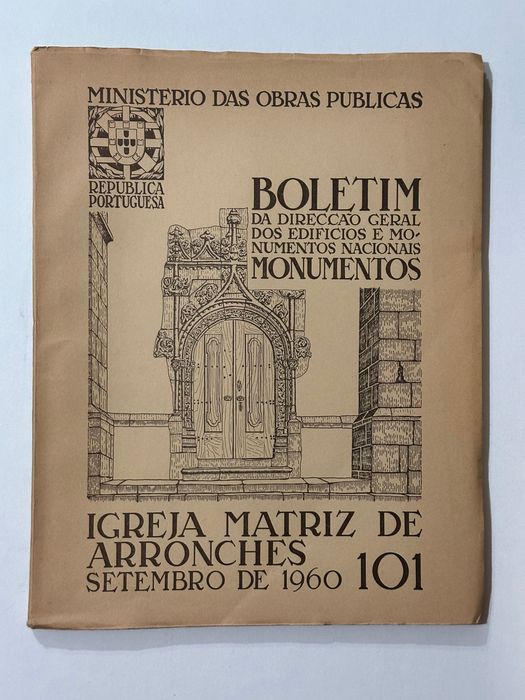 MINISTERIO DAS OBRAS PUBLICAS
REPUBLICA
PORTUGUESA
BOLETIM
DA DIRECCAO GERAL
DOS EDIFICIOS E MO-
NUMENTOS NACIONAIS
MONUMENTOS
IGREJA MATRIZ DE
ARRONCHES
SETEMBRO DE 1960 101